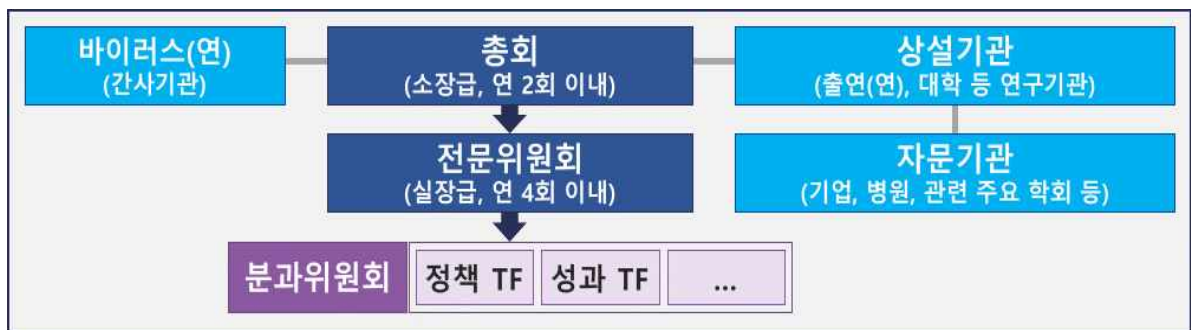 바이러스(연)
(간사기관)
총회
(소장급, 연 2회 이내)
상설기관
(출연(연), 대학 등 연구기관)
전문위원회
(실장급, 연 4회 이내)
자문기관
(기업, 병원, 관련 주요 학회 등)
분과위원회
정책 TF
성과 TF
...